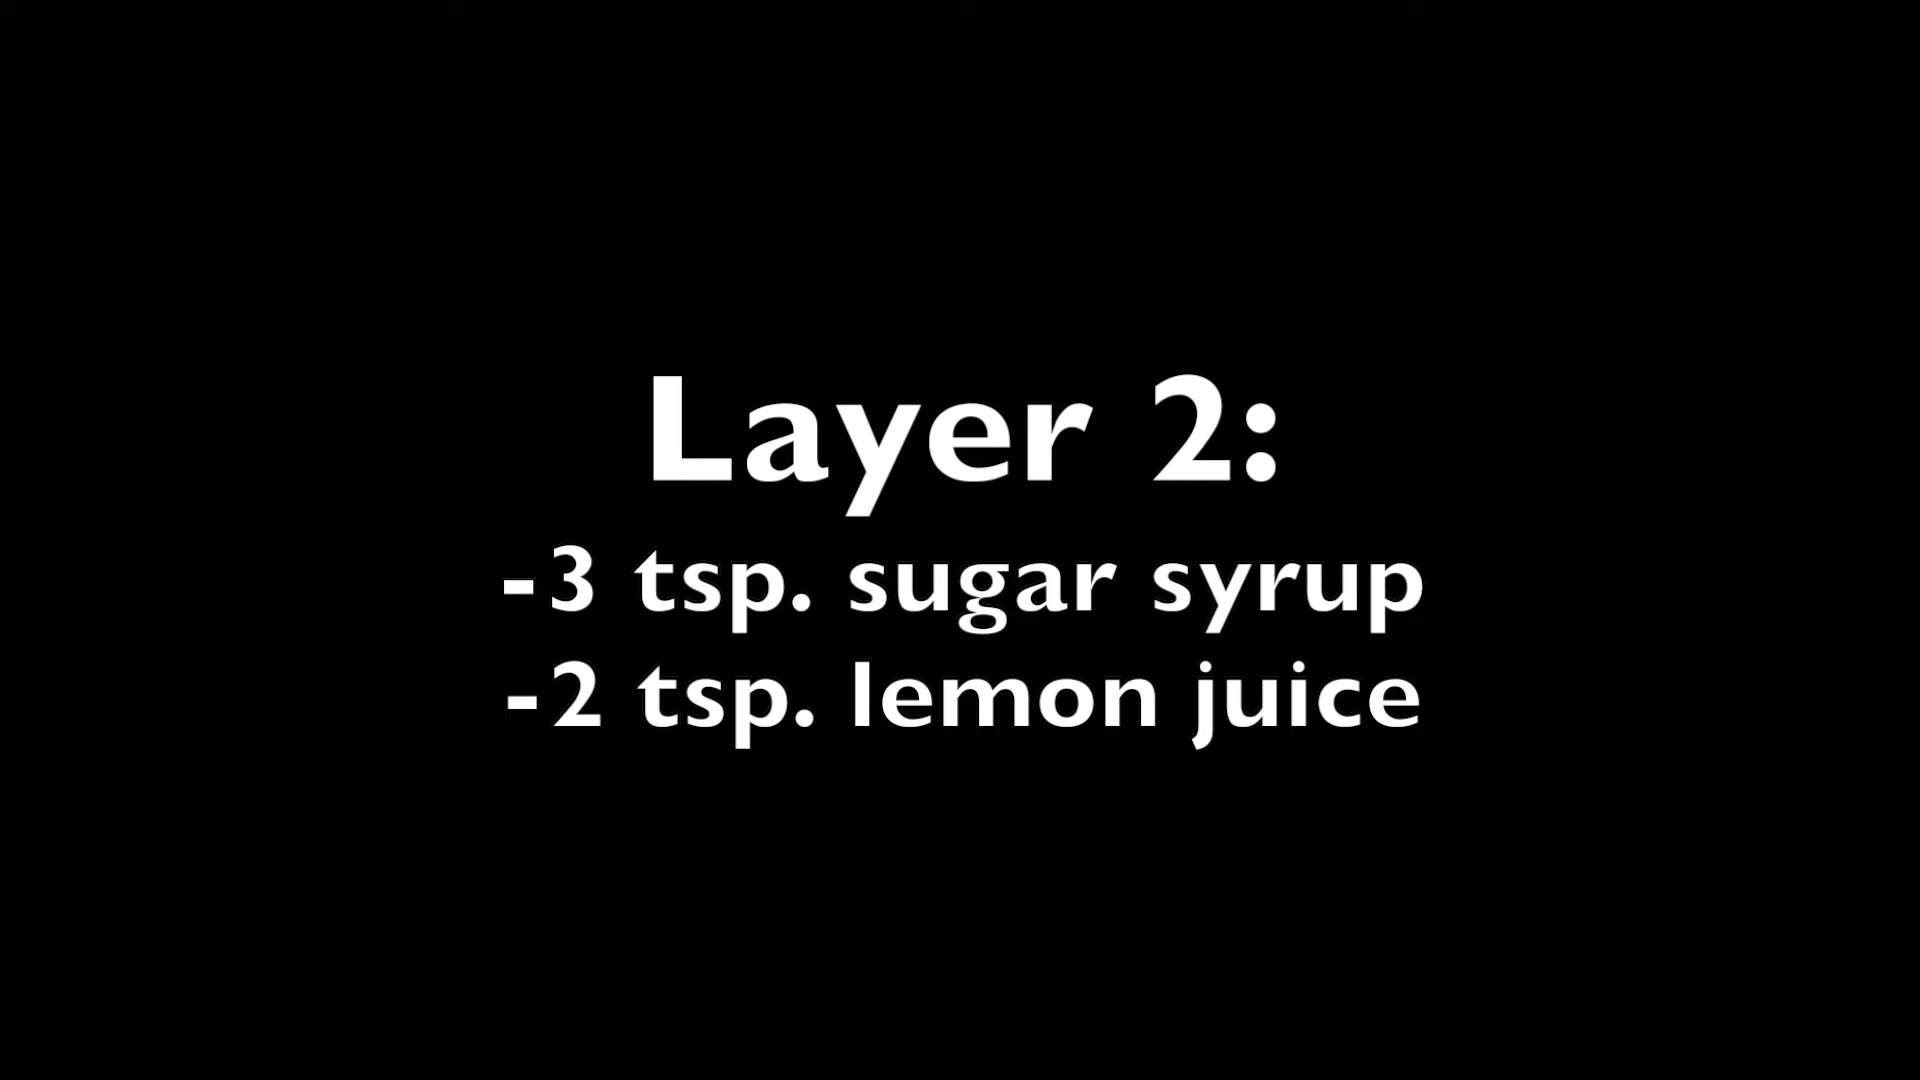 Layer 2:
-3 tsp. sugar syrup
-2 tsp. lemon juice